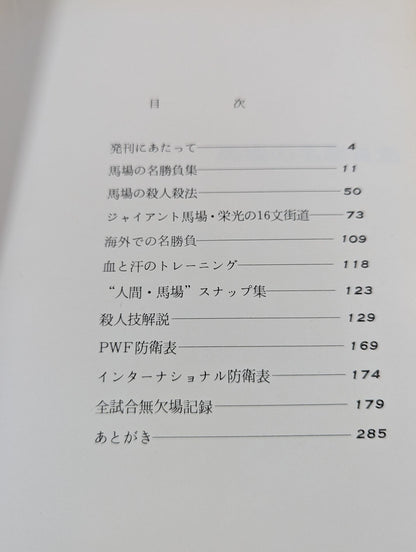 目　次
発刊にあたって――4
馬場の名勝負集――11
馬場の殺人殺法――50
ジャイアント馬場・栄光の16文街道――73
海外での名勝負――109
血と汗のトレーニング――118
“人間・馬場”スナップ集――123
殺人技解説――129
PWF防衛表――169
インターナショナル防衛表――174
全試合無欠場記録――179
あとがき――285